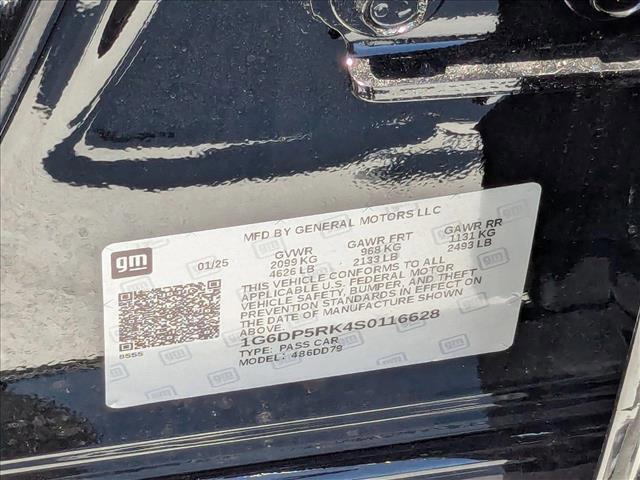 MFD BY GENERAL MOTORS LLC
gm
01/25
GVWR GAWR FRT GAWR RR
2099 KG 968 KG 1131 KG
4626 LB 2133 LB 2493 LB
THIS VEHICLE CONFORMS TO ALL
APPLICABLE U.S. FEDERAL MOTOR
VEHICLE SAFETY, BUMPER, AND THEFT
PREVENTION STANDARDS IN EFFECT ON
THE DATE OF MANUFACTURE SHOWN
ABOVE.
8555
1G6DP5RK4S0116628
TYPE: PASS CAR
MODEL: 486DD79